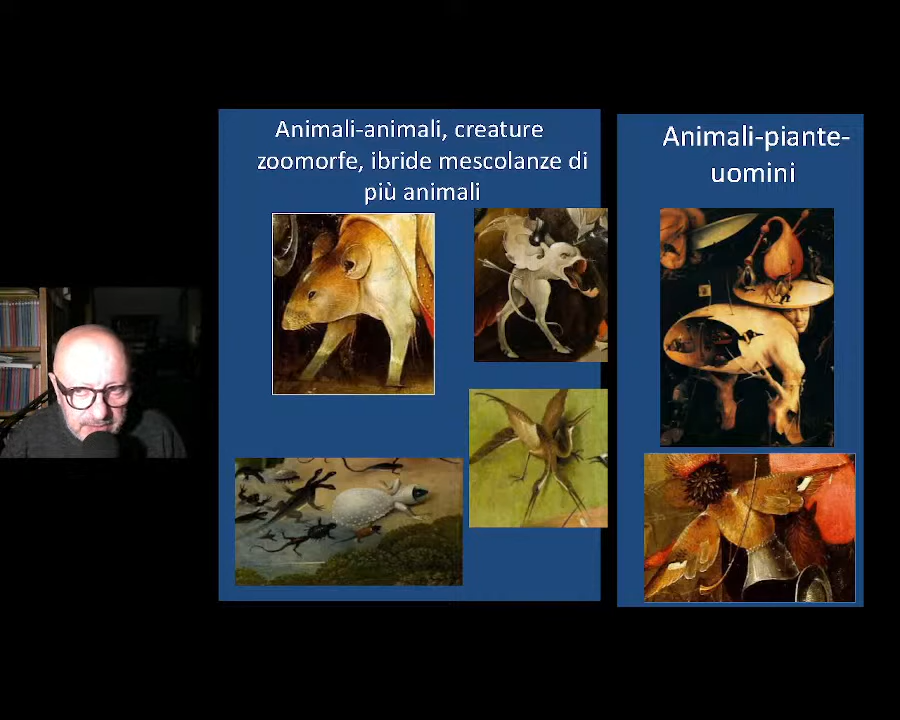 Animali-animali, creature
zoomorfe, ibride mescolanze di
più animali
Animali-piante-
uomini